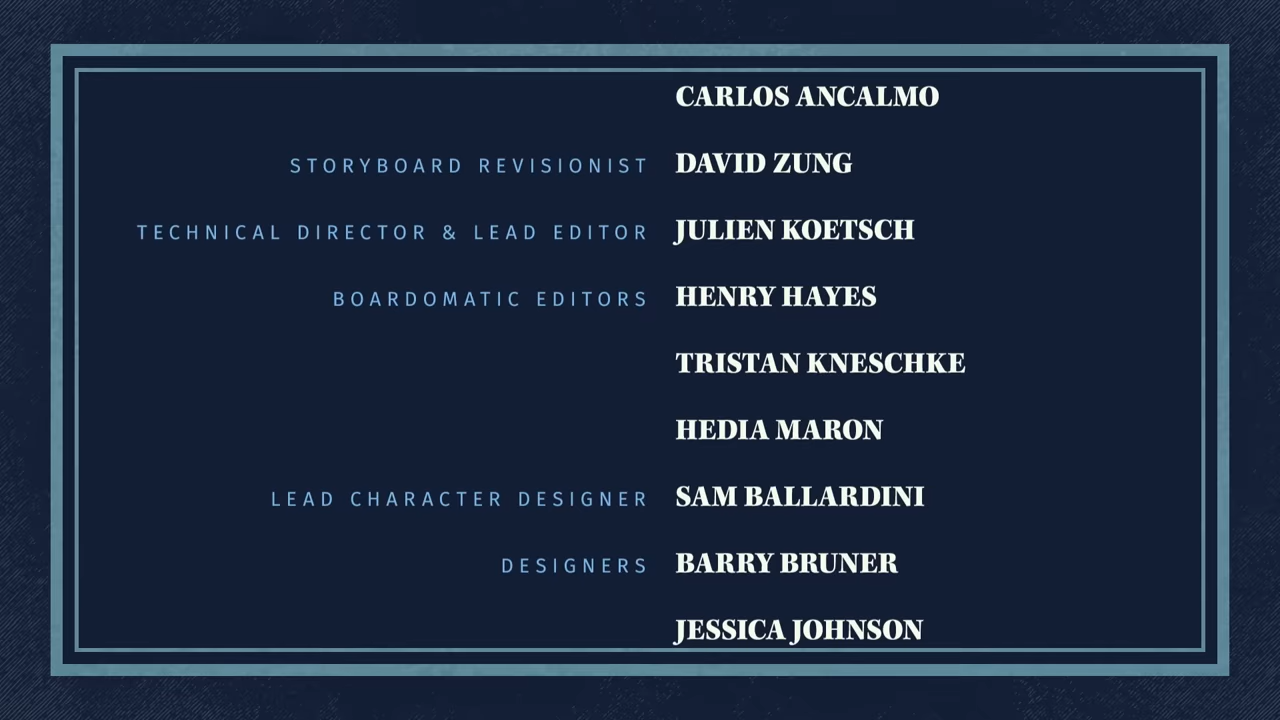 CARLOS ANCALMO
STORYBOARD REVISIONIST DAVID ZUNG
TECHNICAL DIRECTOR & LEAD EDITOR JULIEN KOETSCH
BOARDOMATIC EDITORS HENRY HAYES
TRISTAN KNESCHKE
HEDIA MARON
LEAD CHARACTER DESIGNER SAM BALLARDINI
DESIGNERS BARRY BRUNER
JESSICA JOHNSON